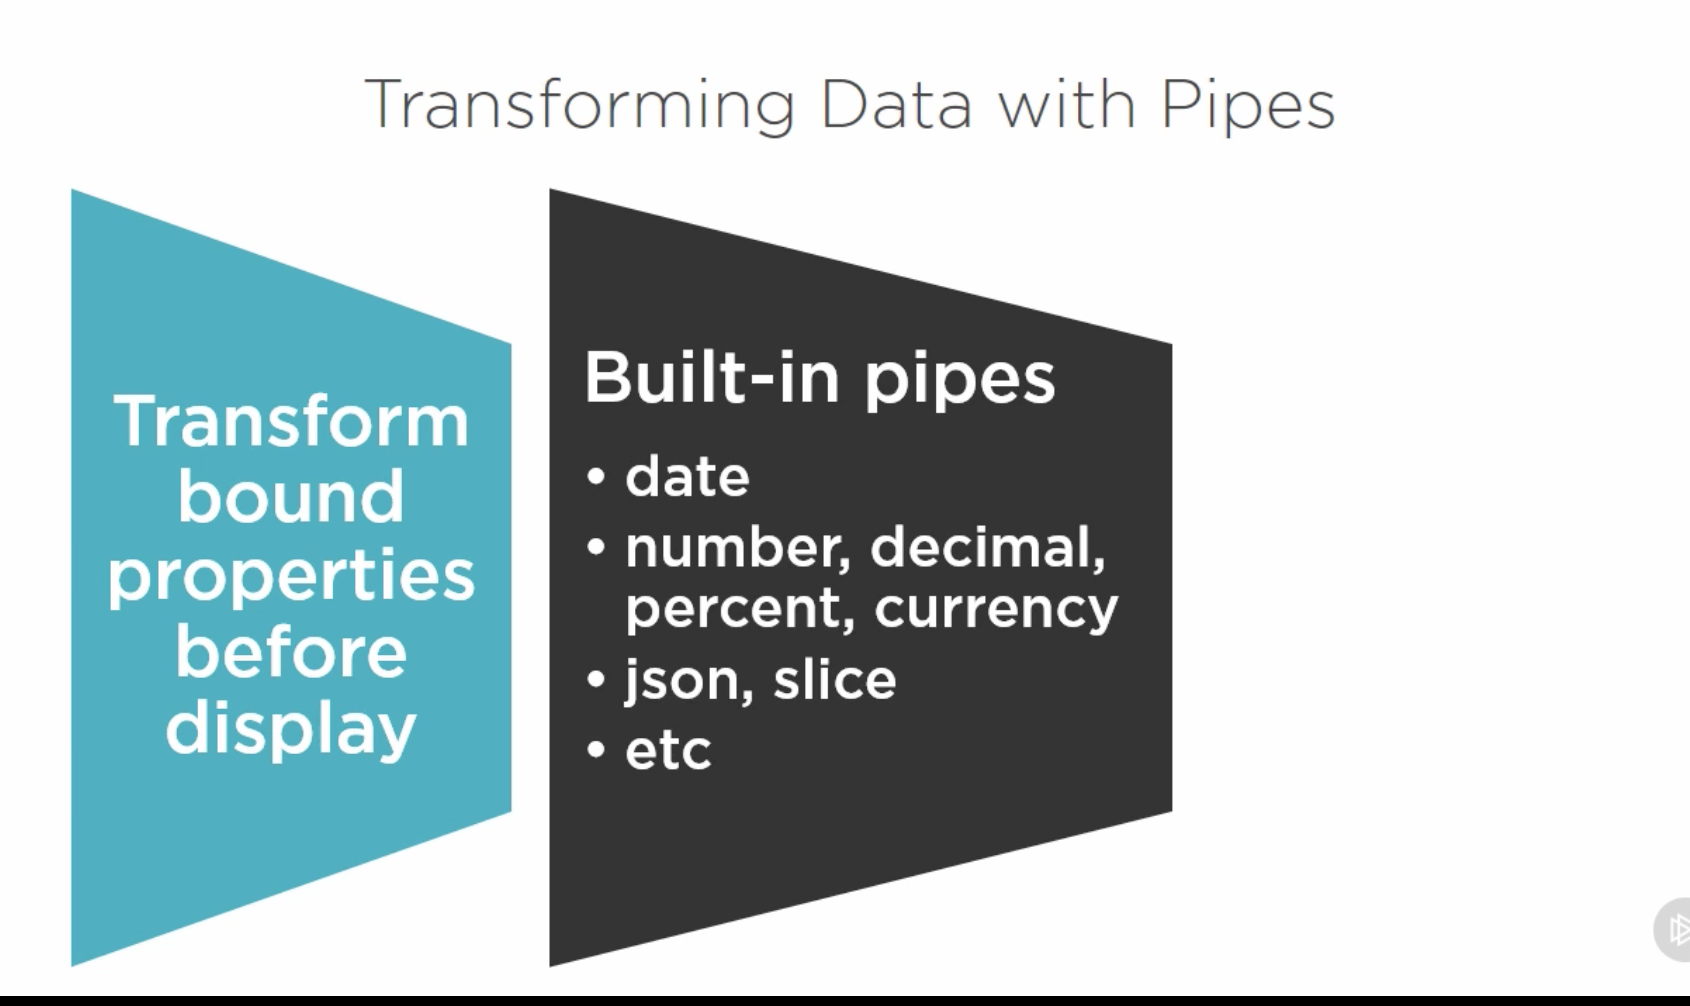 Transforming Data with Pipes
Transform
bound
properties
before
display
Built-in pipes
• date
• number, decimal,
percent, currency
• json, slice
• etc